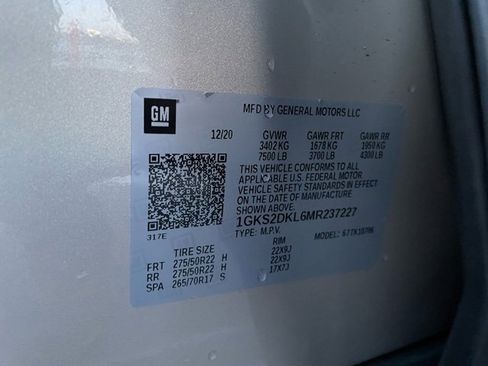 GM
MFD BY GENERAL MOTORS LLC
12/20 GVWR GAWR FRT GAWR RR
3402 KG 1678 KG 1950 KG
7500 LB 3700 LB 4300 LB
THIS VEHICLE CONFORMS TO ALL
APPLICABLE U.S. FEDERAL MOTOR
VEHICLE SAFETY STANDARDS IN EFFECT
ON THE DATE OF MANUFACTURE
SHOWN ABOVE.
1GKS2DKL6MR237227
317E
TYPE: M.P.V. MODEL:
TIRE SIZE RIM
FRT 275/50R22 H 22X9J
RR 275/50R22 H 22X9J
SPA 265/70R17 S 17X7J